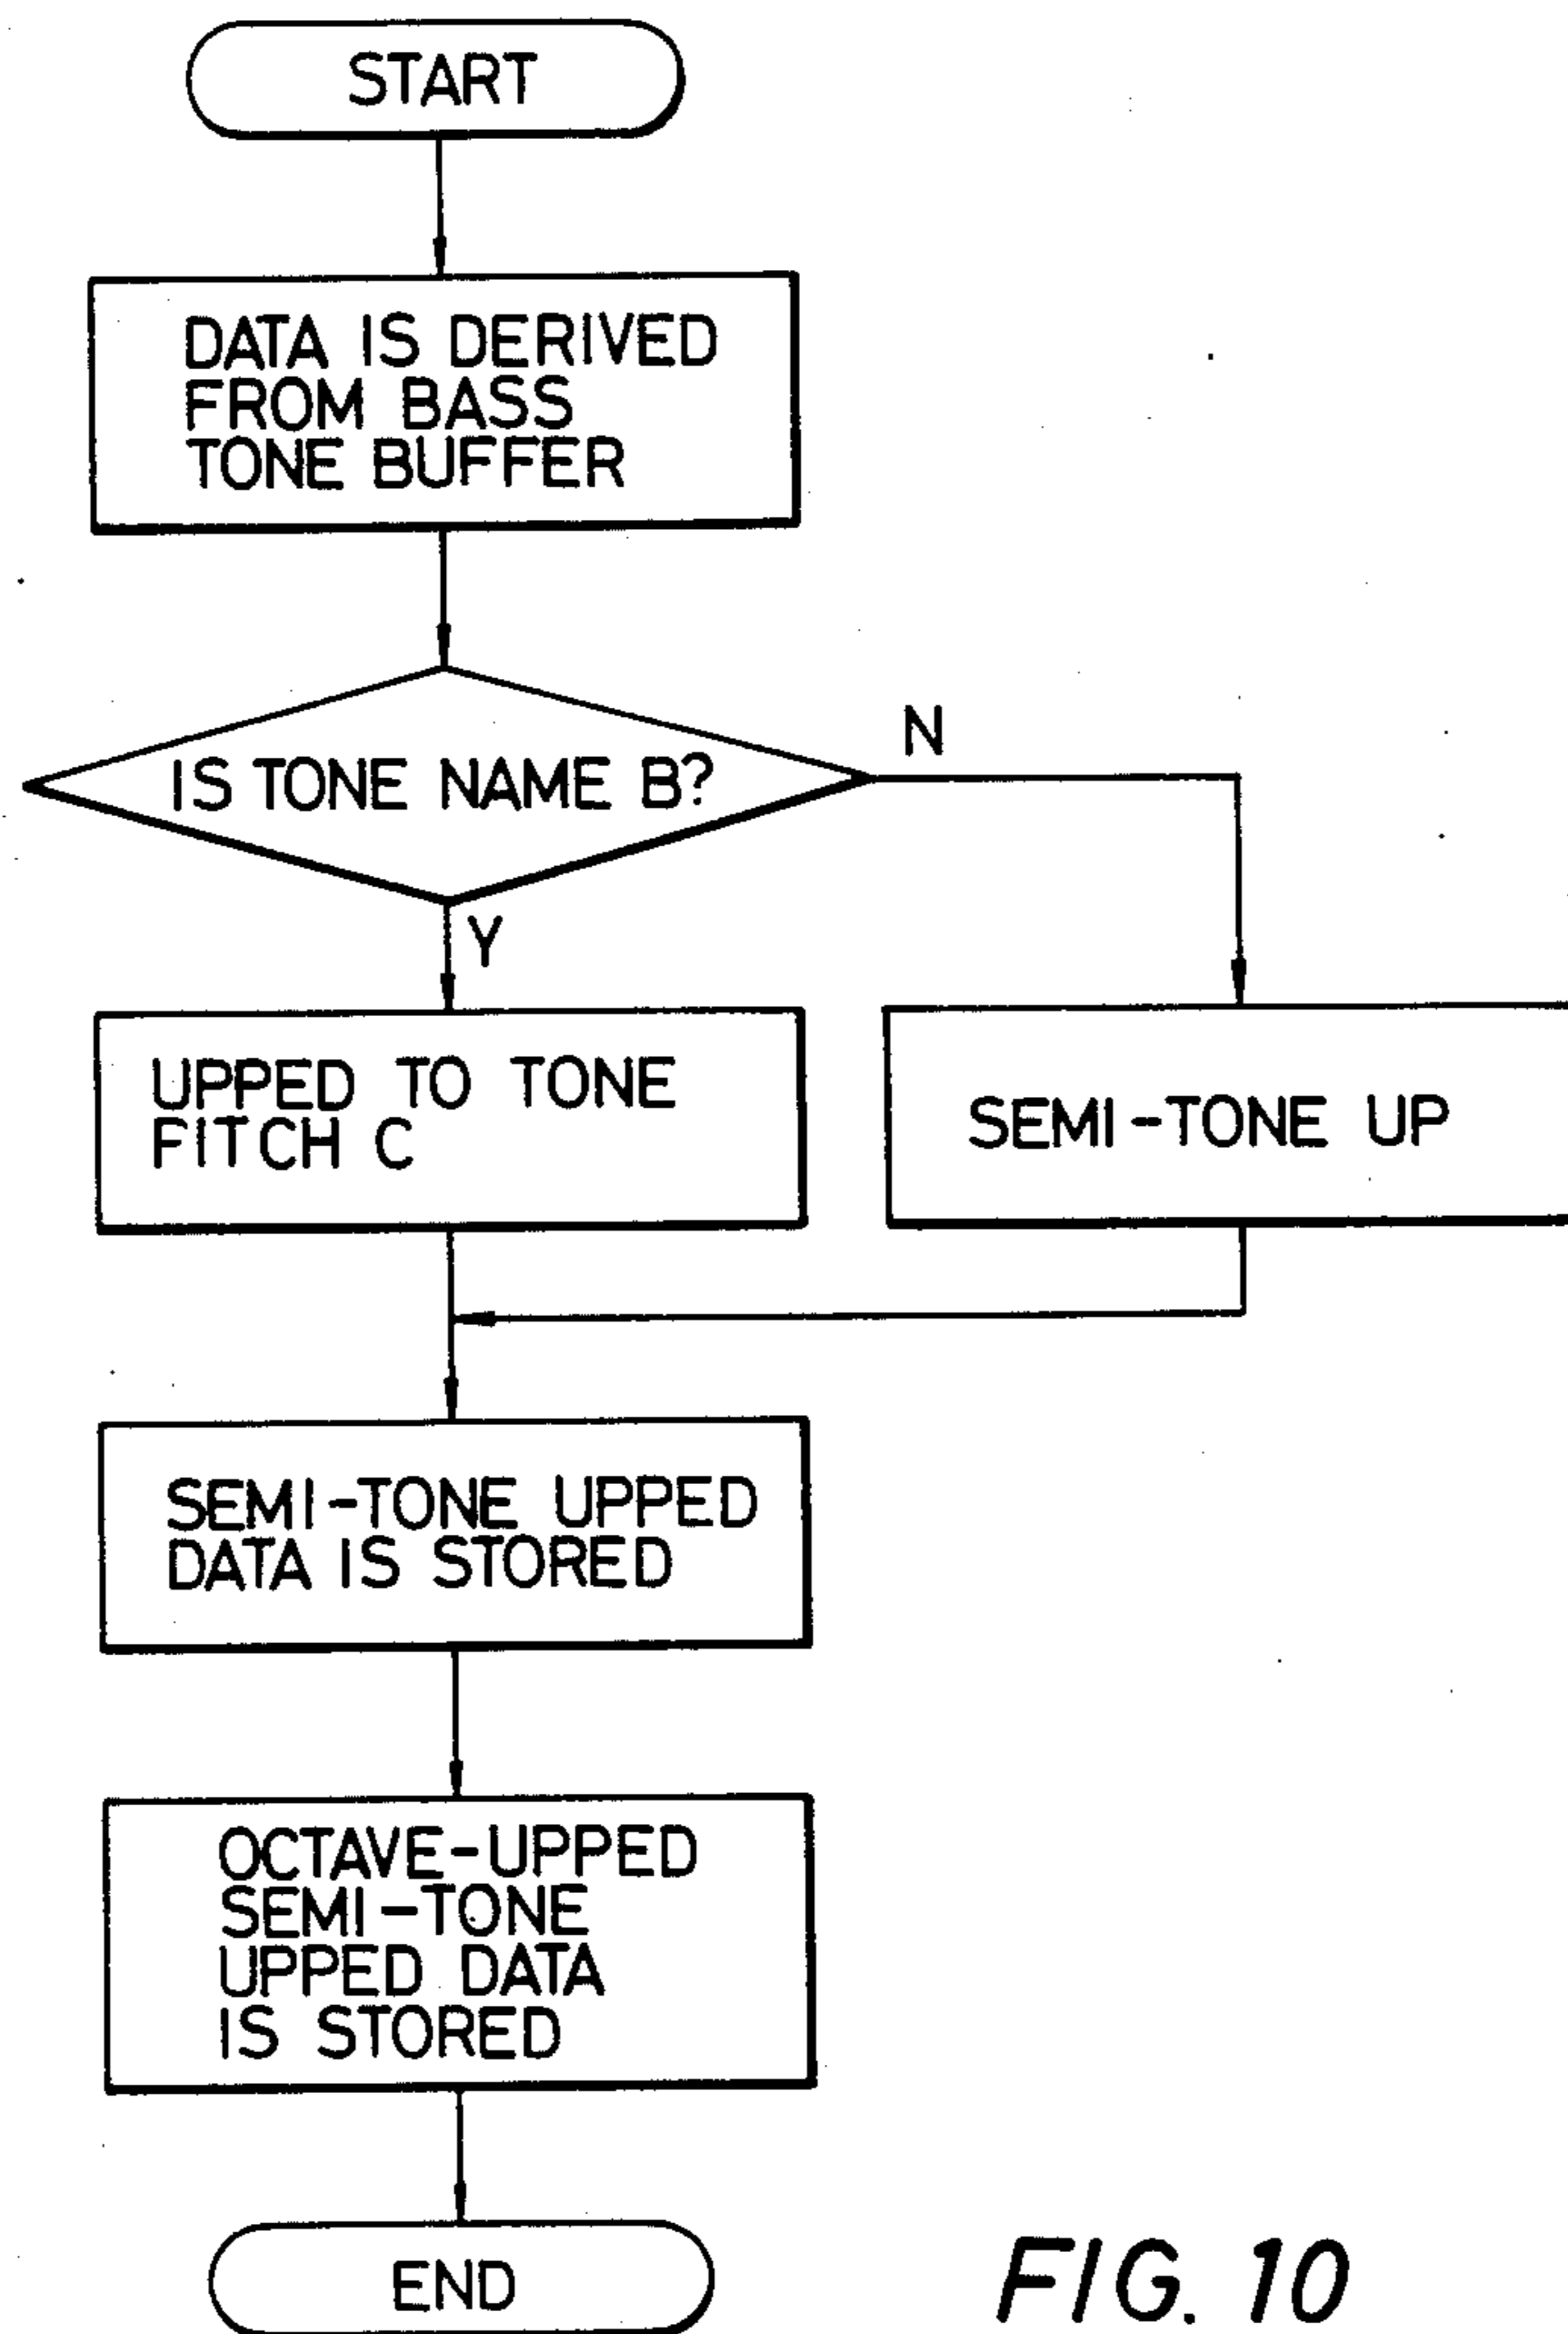 START
DATA IS DERIVED
FROM BASS
TONE BUFFER
IS TONE NAME B?
N
Y
UPPED TO TONE
FITCH C
SEMI-TONE UP
SEMI-TONE UPPED
DATA IS STORED
OCTAVE-UPPED
SEMI-TONE
UPPED DATA
IS STORED
END
FIG. 10